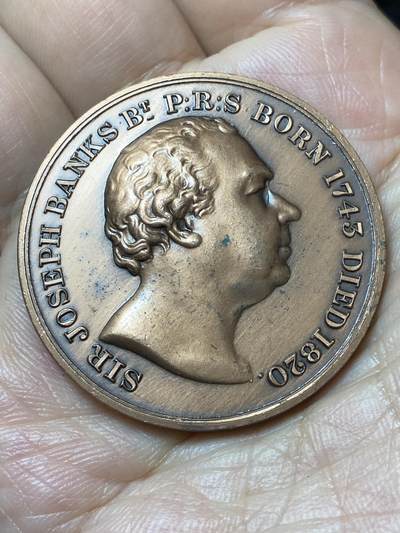 SIR JOSEPH BANKS Bᵀ. P:R:S BORN 1743 DIED 1820.